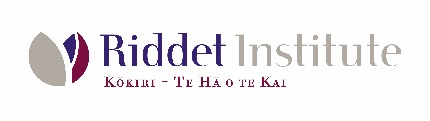 Riddet Institute
Kōkiri – Te Hā o te Kai